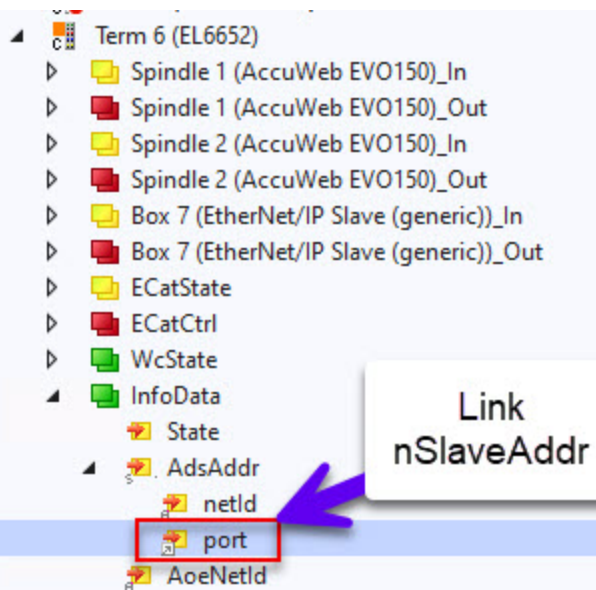 Term 6 (EL6652)
Spindle 1 (AccuWeb EVO150)_In
Spindle 1 (AccuWeb EVO150)_Out
Spindle 2 (AccuWeb EVO150)_In
Spindle 2 (AccuWeb EVO150)_Out
Box 7 (EtherNet/IP Slave (generic))_In
Box 7 (EtherNet/IP Slave (generic))_Out
ECatState
ECatCtrl
WcState
InfoData
State
AdsAddr
netId
port
AoeNetId
Link
nSlaveAddr